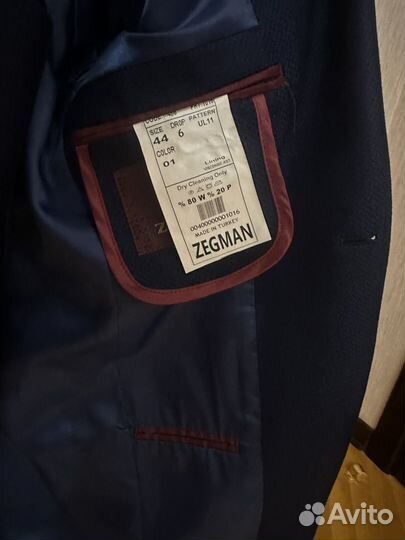 SIZE DROP PATTERN
44 6 UL11
COLOR
01
Lining
Dry Cleaning Only
% 80 W % 20 P
00400000001016
MADE IN TURKEY
ZEGMAN
Z
Avito